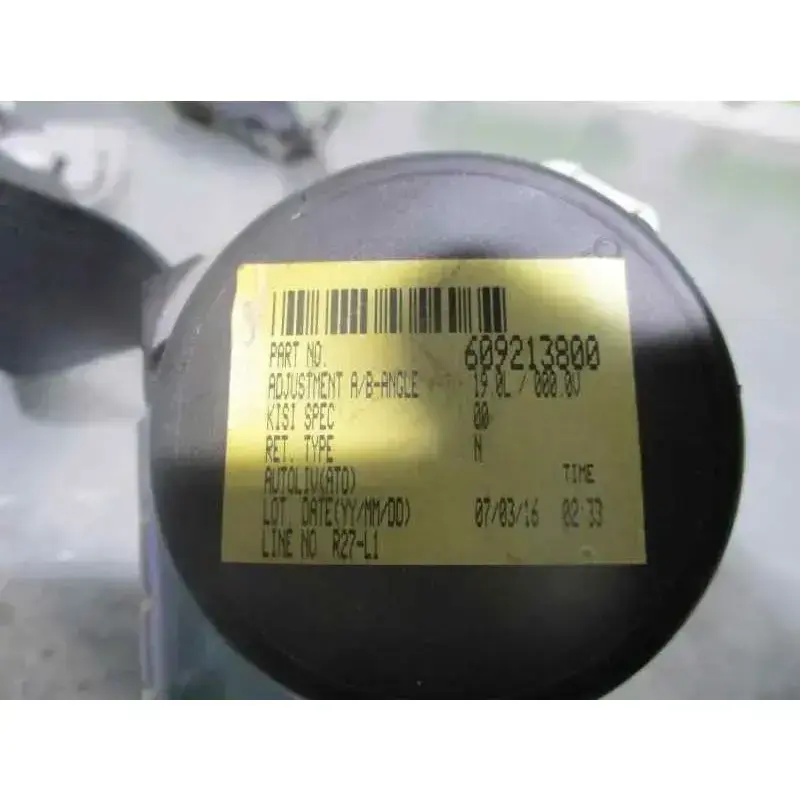 PART NO. 609213800
ADJUSTMENT A/B-ANGLE 19.0L / 000.0V
KISI SPEC 00
RET. TYPE N
AUTOLIV(ATO) TIME
LOT. DATE(YY/MM/DD) 07/03/16 02:33
LINE NO R27-L1